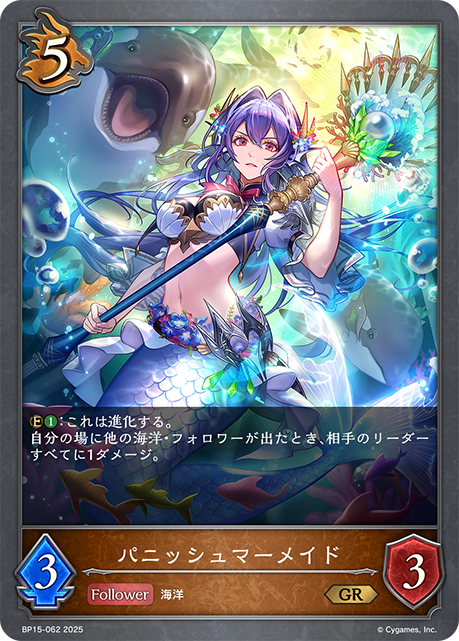 5
E 1：これは進化する。
自分の場に他の海洋・フォロワーが出たとき、相手のリーダー
すべてに1ダメージ。
パニッシュマーメイド
3
Follower 海洋
GR
3
BP15-062 2025
© Cygames, Inc.